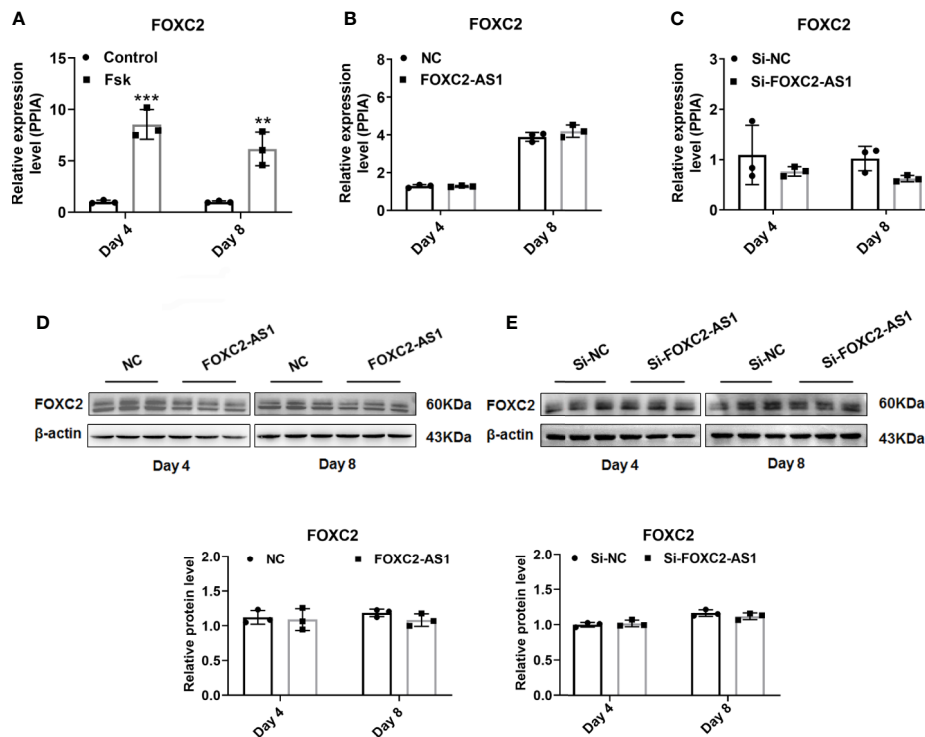 A
FOXC2
Control
Fsk
Relative expression
level (PPIA)
15
10
5
0
***
**
Day 4
Day 8
B
FOXC2
NC
FOXC2-AS1
Relative expression
level (PPIA)
8
6
4
2
0
Day 4
Day 8
C
FOXC2
Si-NC
Si-FOXC2-AS1
Relative expression
level (PPIA)
3
2
1
0
Day 4
Day 8
D
NC
FOXC2-AS1
NC
FOXC2-AS1
FOXC2
60KDa
β-actin
43KDa
Day 4
Day 8
E
Si-NC
Si-FOXC2-AS1
Si-NC
Si-FOXC2-AS1
FOXC2
60KDa
β-actin
43KDa
Day 4
Day 8
FOXC2
NC
FOXC2-AS1
Relative protein level
2.0
1.5
1.0
0.5
0.0
Day 4
Day 8
FOXC2
Si-NC
Si-FOXC2-AS1
Relative protein level
2.0
1.5
1.0
0.5
0.0
Day 4
Day 8